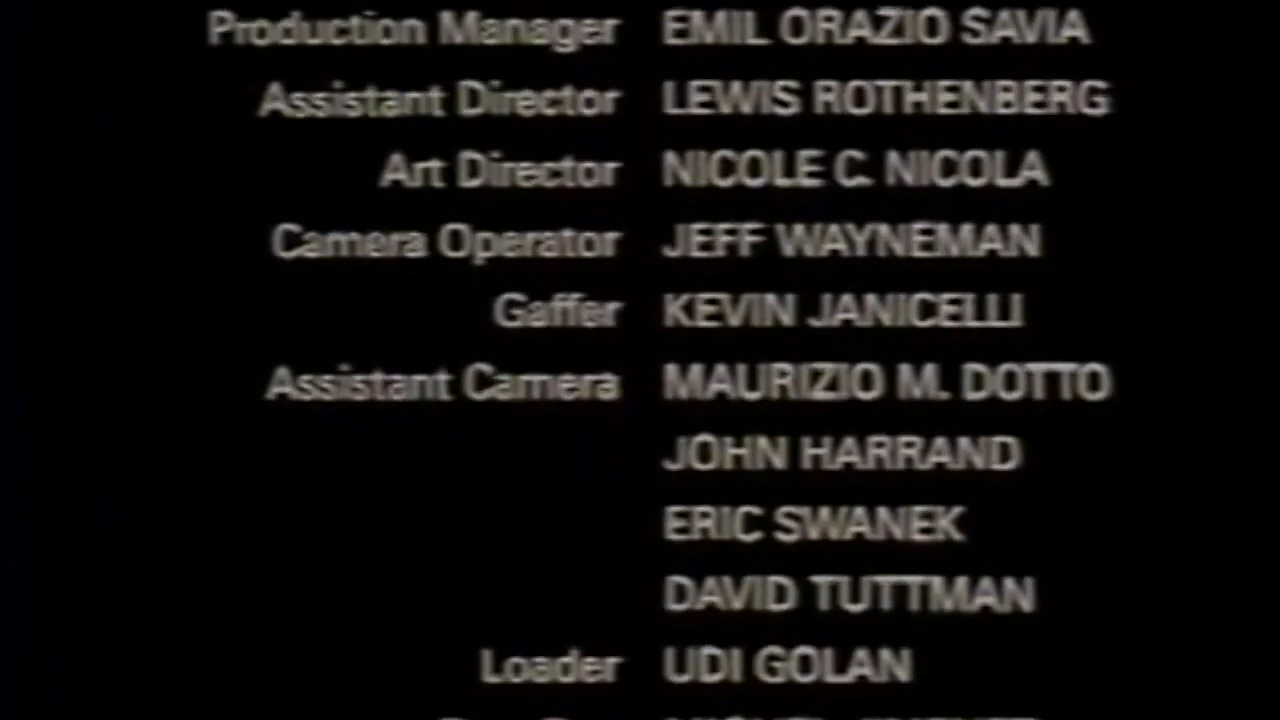 Production Manager EMIL ORAZIO SAVIA
Assistant Director LEWIS ROTHENBERG
Art Director NICOLE C. NICOLA
Camera Operator JEFF WAYNEMAN
Gaffer KEVIN JANICELLI
Assistant Camera MAURIZIO M. DOTTO
JOHN HARRAND
ERIC SWANEK
DAVID TUTTMAN
Loader UDI GOLAN